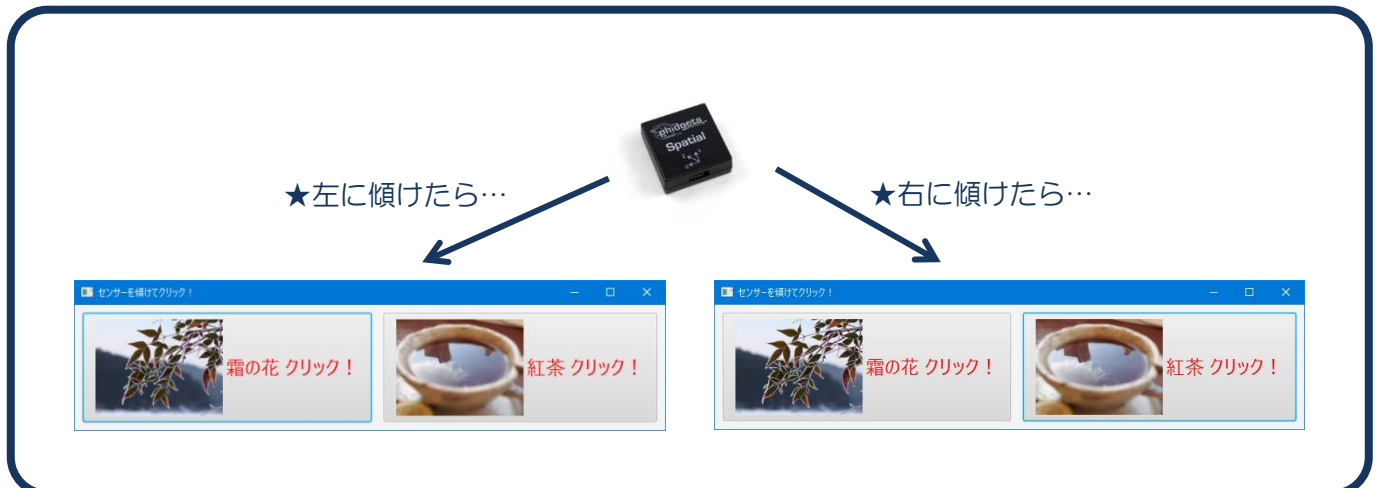 phidgets
Spatial
★左に傾けたら…
★右に傾けたら…
センサーを傾けてクリック！
霜の花 クリック！
紅茶 クリック！
センサーを傾けてクリック！
霜の花 クリック！
紅茶 クリック！